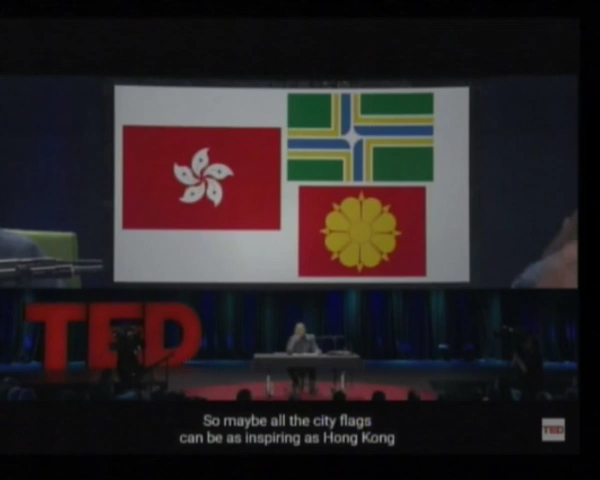 TED
So maybe all the city flags
can be as inspiring as Hong Kong
TED